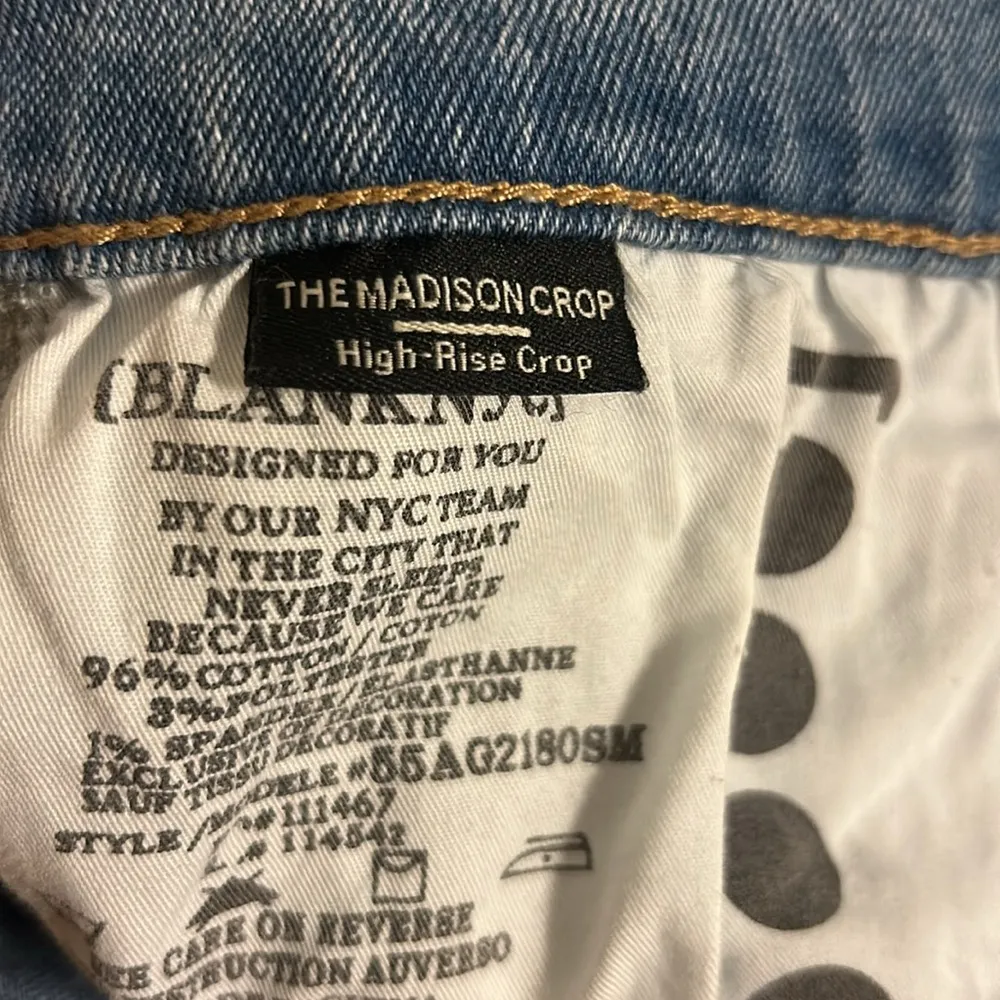 THE MADISON CROP
High-Rise Crop
(BLANKNYC)
DESIGNED FOR YOU
BY OUR NYC TEAM
IN THE CITY THAT
NEVER SLEEPS
BECAUSE WE CARE
96% COTTON / COTON
3% POLYESTER
1% SPANDEX / ELASTHANNE
EXCLUSIVE OF DECORATION
SAUF TISSU DECORATIF
STYLE / MODELE #55AG2180SM
# 111467
# 114542
CARE ON REVERSE
AUVERSO